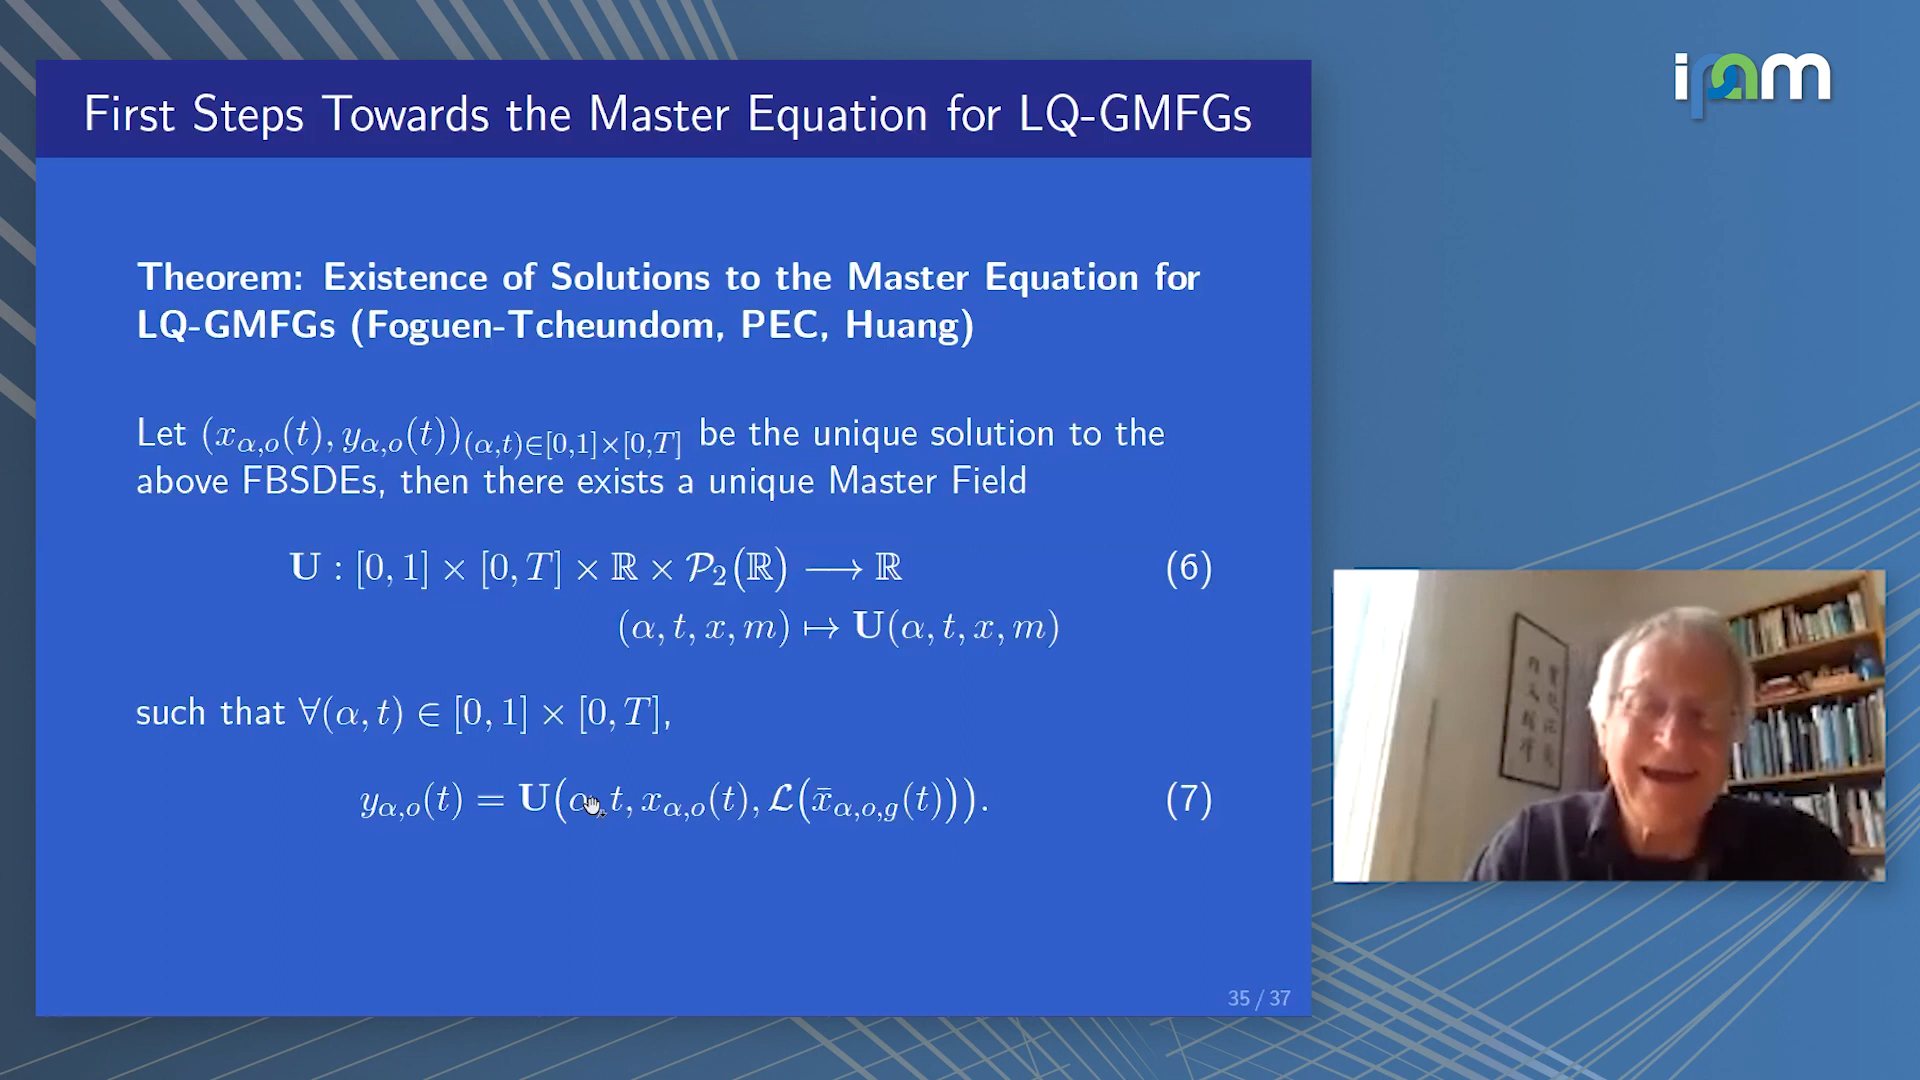 ipam
First Steps Towards the Master Equation for LQ-GMFGs
Theorem: Existence of Solutions to the Master Equation for
LQ-GMFGs (Foguen-Tcheundom, PEC, Huang)
Let (x_{α,o}(t), y_{α,o}(t))_{(α,t)∈[0,1]×[0,T]} be the unique solution to the
above FBSDEs, then there exists a unique Master Field
U : [0, 1] × [0, T] × ℝ × 𝒫₂(ℝ) ⟶ ℝ (6)
(α, t, x, m) ↦ U(α, t, x, m)
such that ∀(α, t) ∈ [0, 1] × [0, T],
y_{α,o}(t) = U(α, t, x_{α,o}(t), ℒ(x̄_{α,o,g}(t))). (7)
35 / 37